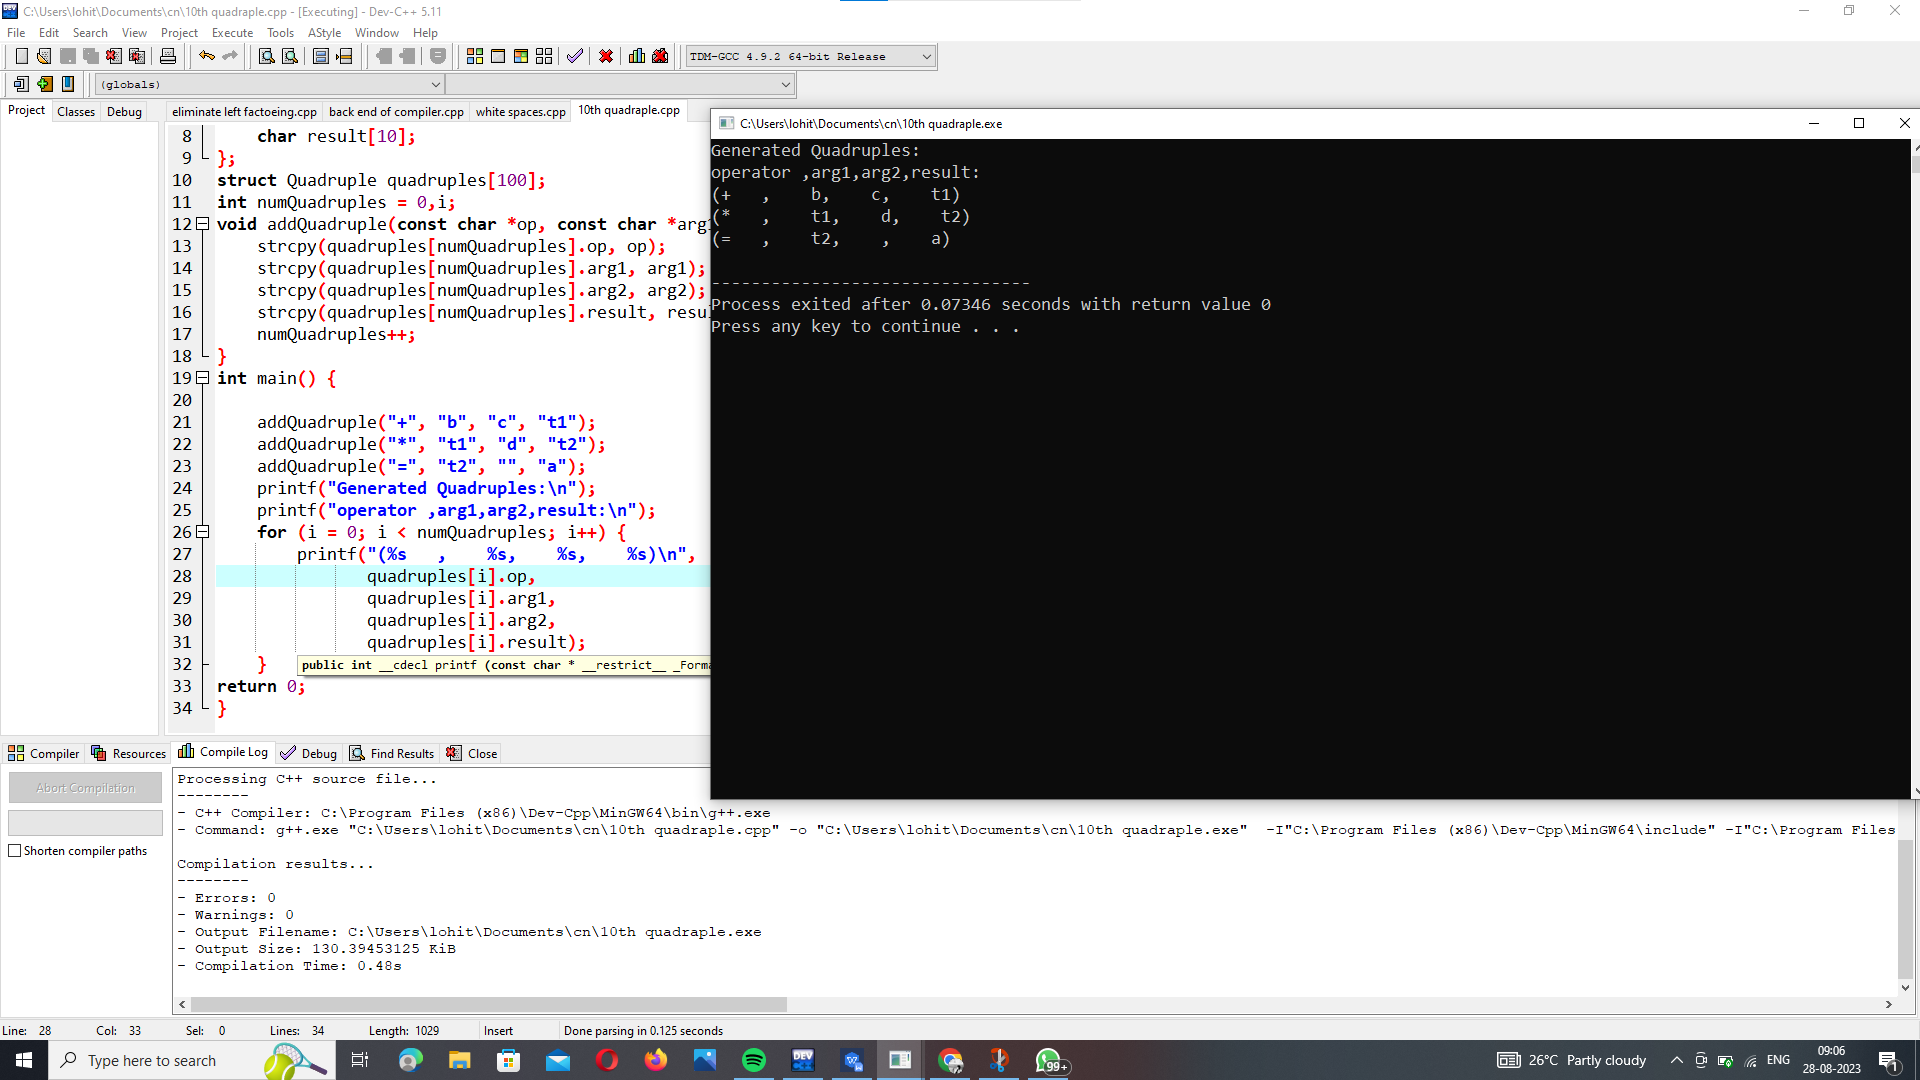 C:\Users\lohit\Documents\cn\10th quadraple.cpp - [Executing] - Dev-C++ 5.11
File Edit Search View Project Execute Tools AStyle Window Help
TDM-GCC 4.9.2 64-bit Release
(globals)
Project Classes Debug
eliminate left factoeing.cpp back end of compiler.cpp white spaces.cpp 10th quadraple.cpp
8 char result[10];
9 };
10 struct Quadruple quadruples[100];
11 int numQuadruples = 0,i;
12 void addQuadruple(const char *op, const char *arg1
13 strcpy(quadruples[numQuadruples].op, op);
14 strcpy(quadruples[numQuadruples].arg1, arg1);
15 strcpy(quadruples[numQuadruples].arg2, arg2);
16 strcpy(quadruples[numQuadruples].result, resu
17 numQuadruples++;
18 }
19 int main() {
20
21 addQuadruple("+", "b", "c", "t1");
22 addQuadruple("*", "t1", "d", "t2");
23 addQuadruple("=", "t2", "", "a");
24 printf("Generated Quadruples:\n");
25 printf("operator ,arg1,arg2,result:\n");
26 for (i = 0; i < numQuadruples; i++) {
27 printf("(%s   ,    %s,    %s,    %s)\n",
28 quadruples[i].op,
29 quadruples[i].arg1,
30 quadruples[i].arg2,
31 quadruples[i].result);
32 }
public int __cdecl printf (const char * __restrict__ _Forma
33 return 0;
34 }
C:\Users\lohit\Documents\cn\10th quadraple.exe
Generated Quadruples:
operator ,arg1,arg2,result:
(+   ,    b,    c,    t1)
(*   ,    t1,    d,    t2)
(=   ,    t2,    ,    a)
--------------------------------
Process exited after 0.07346 seconds with return value 0
Press any key to continue . . .
Compiler Resources Compile Log Debug Find Results Close
Abort Compilation
Shorten compiler paths
Processing C++ source file...
--------
- C++ Compiler: C:\Program Files (x86)\Dev-Cpp\MinGW64\bin\g++.exe
- Command: g++.exe "C:\Users\lohit\Documents\cn\10th quadraple.cpp" -o "C:\Users\lohit\Documents\cn\10th quadraple.exe"  -I"C:\Program Files (x86)\Dev-Cpp\MinGW64\include" -I"C:\Program Files
Compilation results...
--------
- Errors: 0
- Warnings: 0
- Output Filename: C:\Users\lohit\Documents\cn\10th quadraple.exe
- Output Size: 130.39453125 KiB
- Compilation Time: 0.48s
Line: 28 Col: 33 Sel: 0 Lines: 34 Length: 1029 Insert Done parsing in 0.125 seconds
Type here to search
DEV
99+
26°C Partly cloudy
ENG
09:06
28-08-2023
1